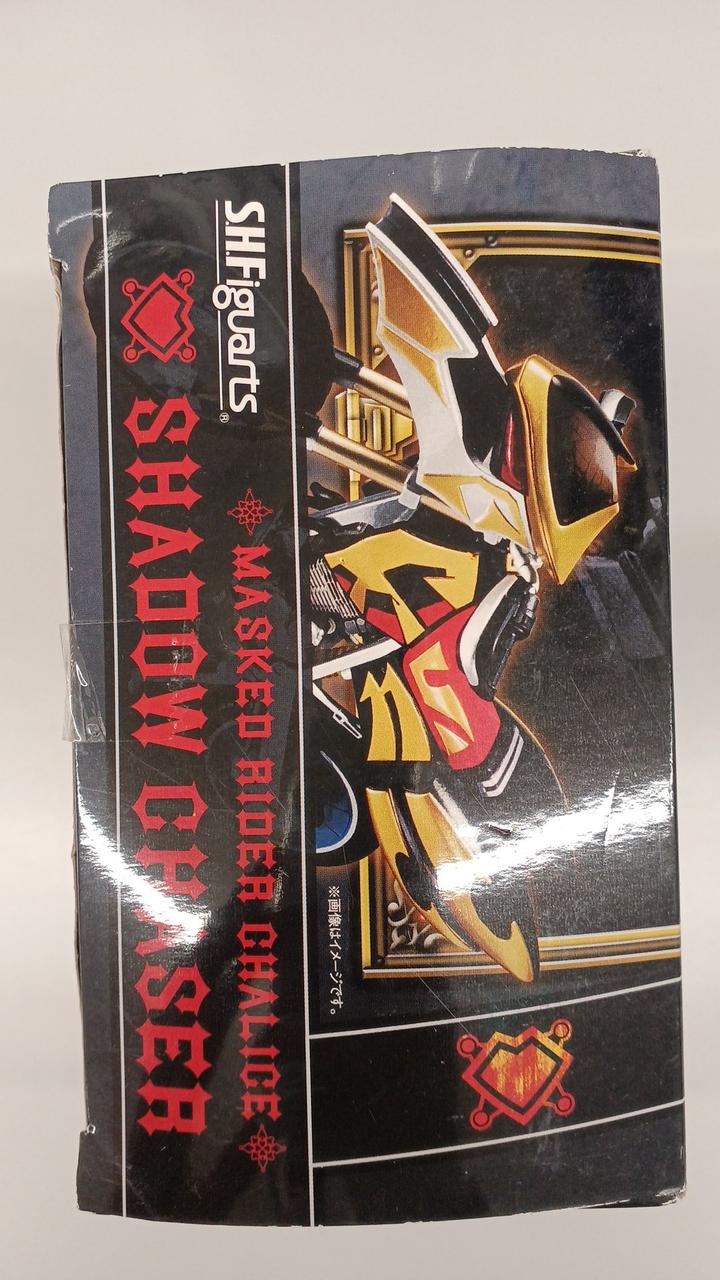 ※画像はイメージです。
S.H.Figuarts®
MASKED RIDER CHALICE
SHADOW CHASER